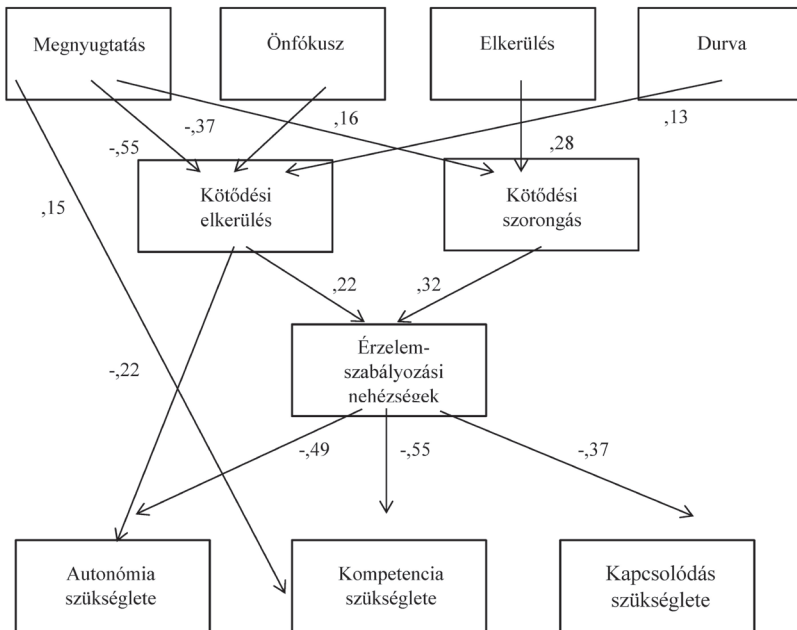 Megnyugtatás
Önfókusz
Elkerülés
Durva
-,37
,16
,13
-,55
,28
Kötődési
elkerülés
Kötődési
szorongás
,15
,22
,32
Érzelem-
szabályozási
nehézségek
-,22
-,49
-,55
-,37
Autonómia
szükséglete
Kompetencia
szükséglete
Kapcsolódás
szükséglete